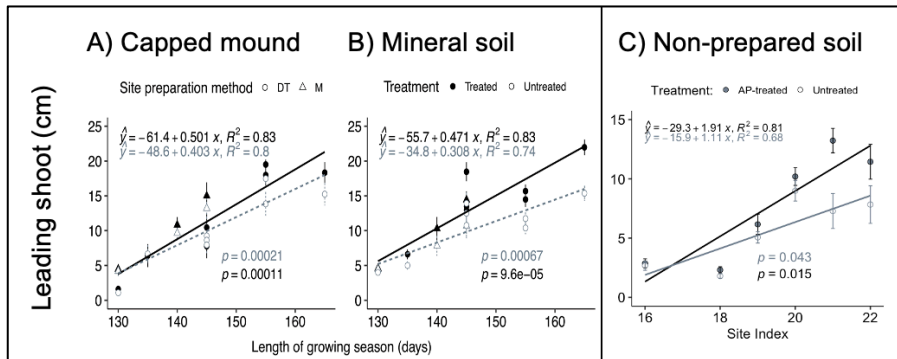 A) Capped mound
B) Mineral soil
C) Non-prepared soil
Site preparation method ○ DT △ M
Treatment ● Treated ○ Untreated
Treatment: AP-treated Untreated
Leading shoot (cm)
ŷ = −61.4 + 0.501 x, R² = 0.83
ŷ = −48.6 + 0.403 x, R² = 0.8
p = 0.00021
p = 0.00011
25
20
15
10
5
0
130 140 150 160
ŷ = −55.7 + 0.471 x, R² = 0.83
ŷ = −34.8 + 0.308 x, R² = 0.74
p = 0.00067
p = 9.6e−05
25
20
15
10
5
0
130 140 150 160
Length of growing season (days)
ŷ = −29.3 + 1.91 x, R² = 0.81
ŷ = −15.9 + 1.11 x, R² = 0.68
p = 0.043
p = 0.015
15
10
5
0
16 18 20 22
Site Index